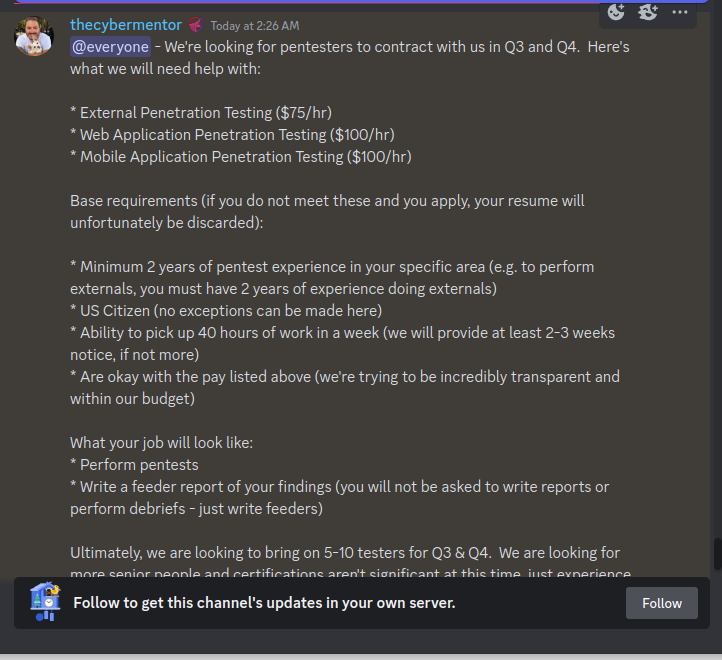 thecybermentor Today at 2:26 AM
@everyone - We're looking for pentesters to contract with us in Q3 and Q4. Here's
what we will need help with:
* External Penetration Testing ($75/hr)
* Web Application Penetration Testing ($100/hr)
* Mobile Application Penetration Testing ($100/hr)
Base requirements (if you do not meet these and you apply, your resume will
unfortunately be discarded):
* Minimum 2 years of pentest experience in your specific area (e.g. to perform
externals, you must have 2 years of experience doing externals)
* US Citizen (no exceptions can be made here)
* Ability to pick up 40 hours of work in a week (we will provide at least 2-3 weeks
notice, if not more)
* Are okay with the pay listed above (we're trying to be incredibly transparent and
within our budget)
What your job will look like:
* Perform pentests
* Write a feeder report of your findings (you will not be asked to write reports or
perform debriefs - just write feeders)
Ultimately, we are looking to bring on 5-10 testers for Q3 & Q4. We are looking for
more senior people and certifications aren't significant at this time, just experience
Follow to get this channel's updates in your own server.
Follow